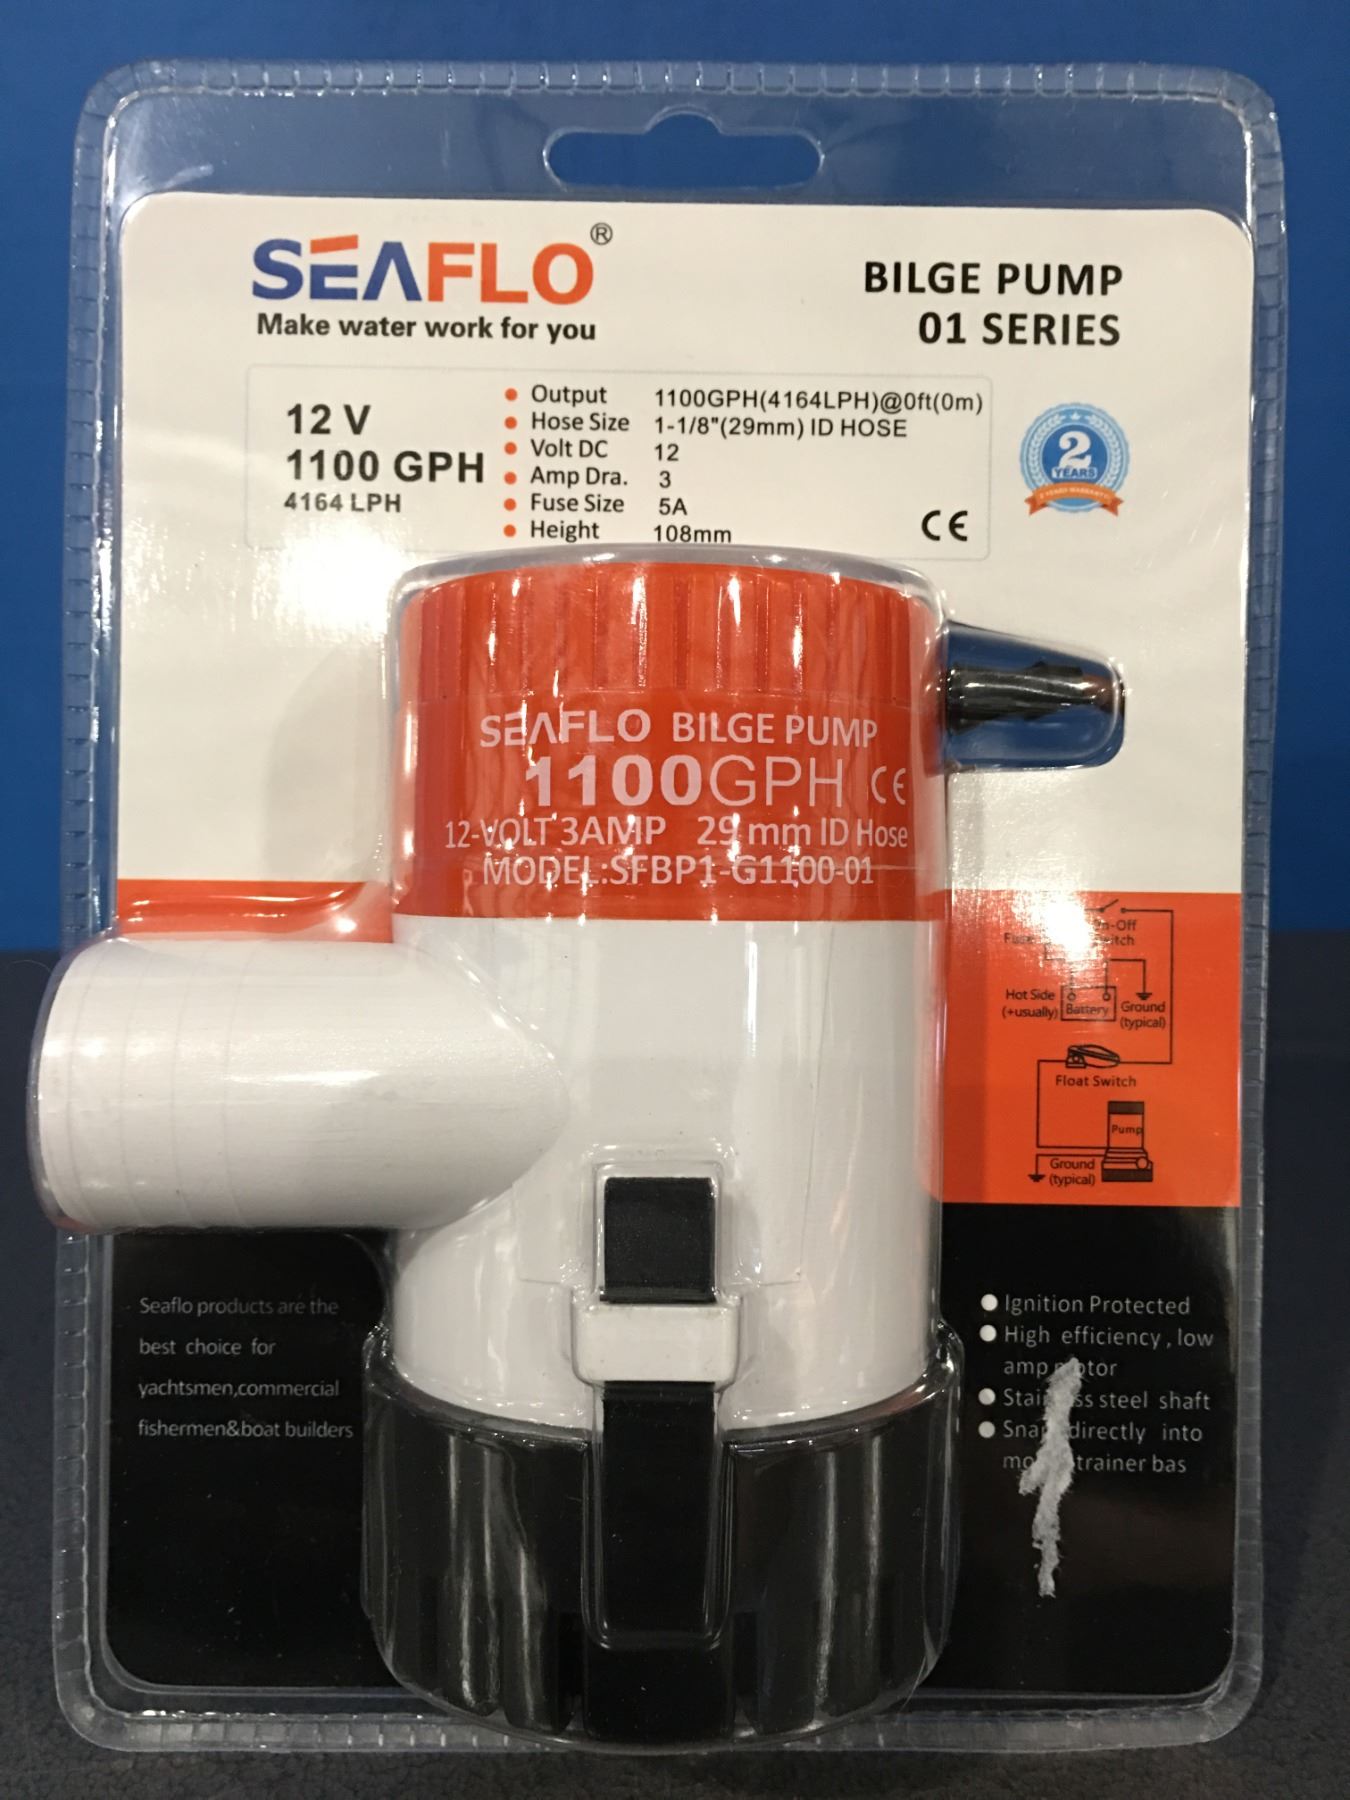 SEAFLO®
Make water work for you
BILGE PUMP
01 SERIES
12 V
1100 GPH
4164 LPH
Output 1100GPH(4164LPH)@0ft(0m)
Hose Size 1-1/8"(29mm) ID HOSE
Volt DC 12
Amp Dra. 3
Fuse Size 5A
Height 108mm
CE
2
YEARS
2 YEARS WARRANTY
SEAFLO BILGE PUMP
1100GPH CE
12-VOLT 3AMP 29 mm ID Hose
MODEL:SFBP1-G1100-01
Fuse
Hot Side
(+usually)
Battery
Ground
(typical)
Float Switch
Pump
Ground
(typical)
Seaflo products are the
best choice for
yachtsmen,commercial
fishermen&boat builders
Ignition Protected
High efficiency, low
amp
steel shaft
directly into
bas